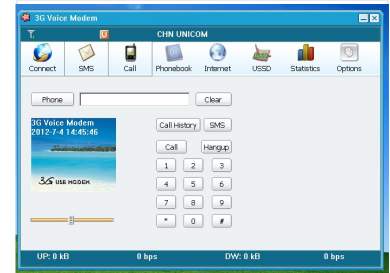 3G Voice Modem
CHN UNICOM
Connect SMS Call Phonebook Internet USSD Statistics Options
Phone Clear
3G Voice Modem
2012-7-4 14:45:46
Call History SMS
Call Hangup
1 2 3
4 5 6
7 8 9
* 0 #
3G USB MODEM
UP: 0 kB 0 bps DW: 0 kB 0 bps